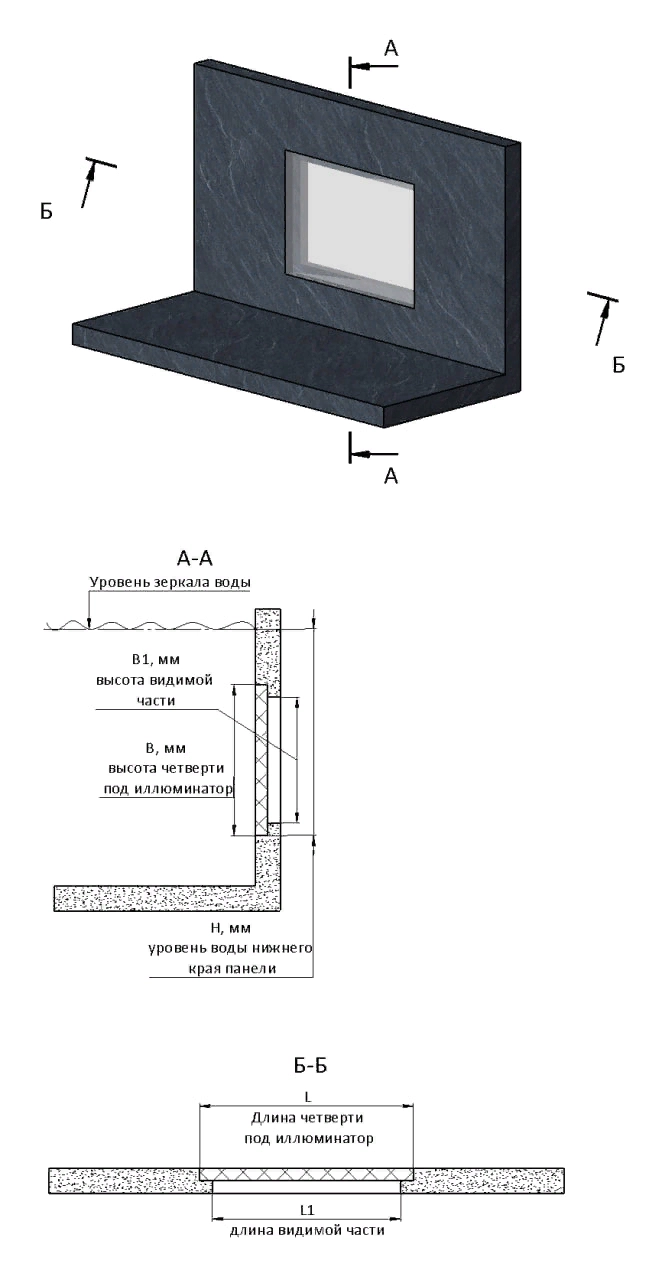 А
Б
Б
А
А-А
Уровень зеркала воды
В1, мм
высота видимой
части
В, мм
высота четверти
под иллюминатор
Н, мм
уровень воды нижнего
края панели
Б-Б
L
Длина четверти
под иллюминатор
L1
длина видимой части